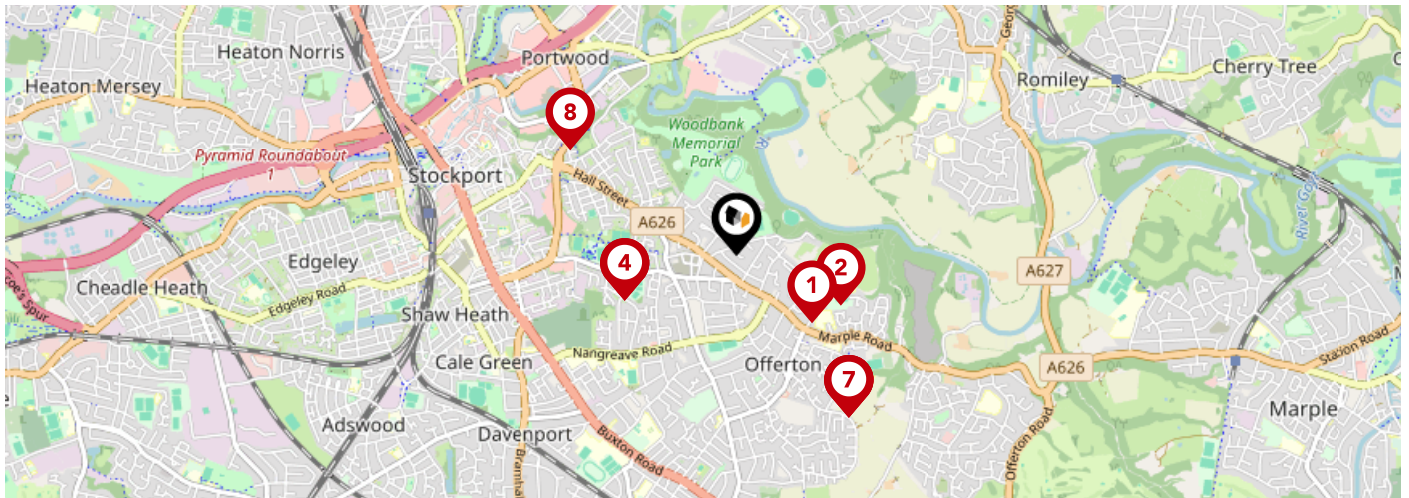 Heaton Norris
Portwood
Heaton Mersey
Romiley
Cherry Tree
8
Woodbank
Memorial
Park
Pyramid Roundabout
1
Stockport
Hall Street
A626
River Goyt
Edgeley
4
2
1
A627
Cheadle Heath
Edgeley Road
Shaw Heath
Marple Road
Nangreave Road
Cale Green
Offerton
A626
Station Road
7
Marple
Adswood
Davenport
Buxton Road
Offerton Road